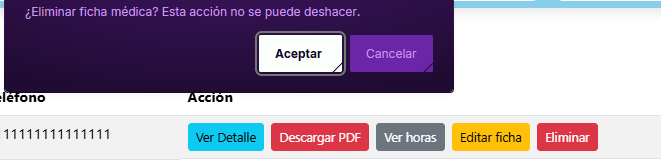 ¿Eliminar ficha médica? Esta acción no se puede deshacer.
Aceptar Cancelar
eléfono Acción
11111111111111 Ver Detalle Descargar PDF Ver horas Editar ficha Eliminar